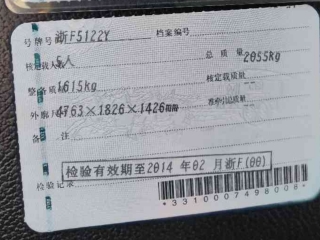 号牌号码 浙F5122Y 档案编号
核定载人数 5人 总质量 2055kg
整备质量 1615kg 核定载质量 --
外廓尺寸 4763×1826×1426mm 准牵引总质量 --
备注
检验有效期至2014 年 02 月浙F(00)
检验记录
*3310007498008*